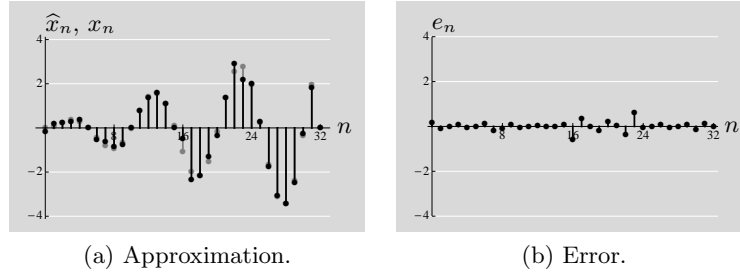 x̂ₙ, xₙ
4
2
8 16 24 32 n
−2
−4
(a) Approximation.
eₙ
4
2
8 16 24 32 n
−2
−4
(b) Error.